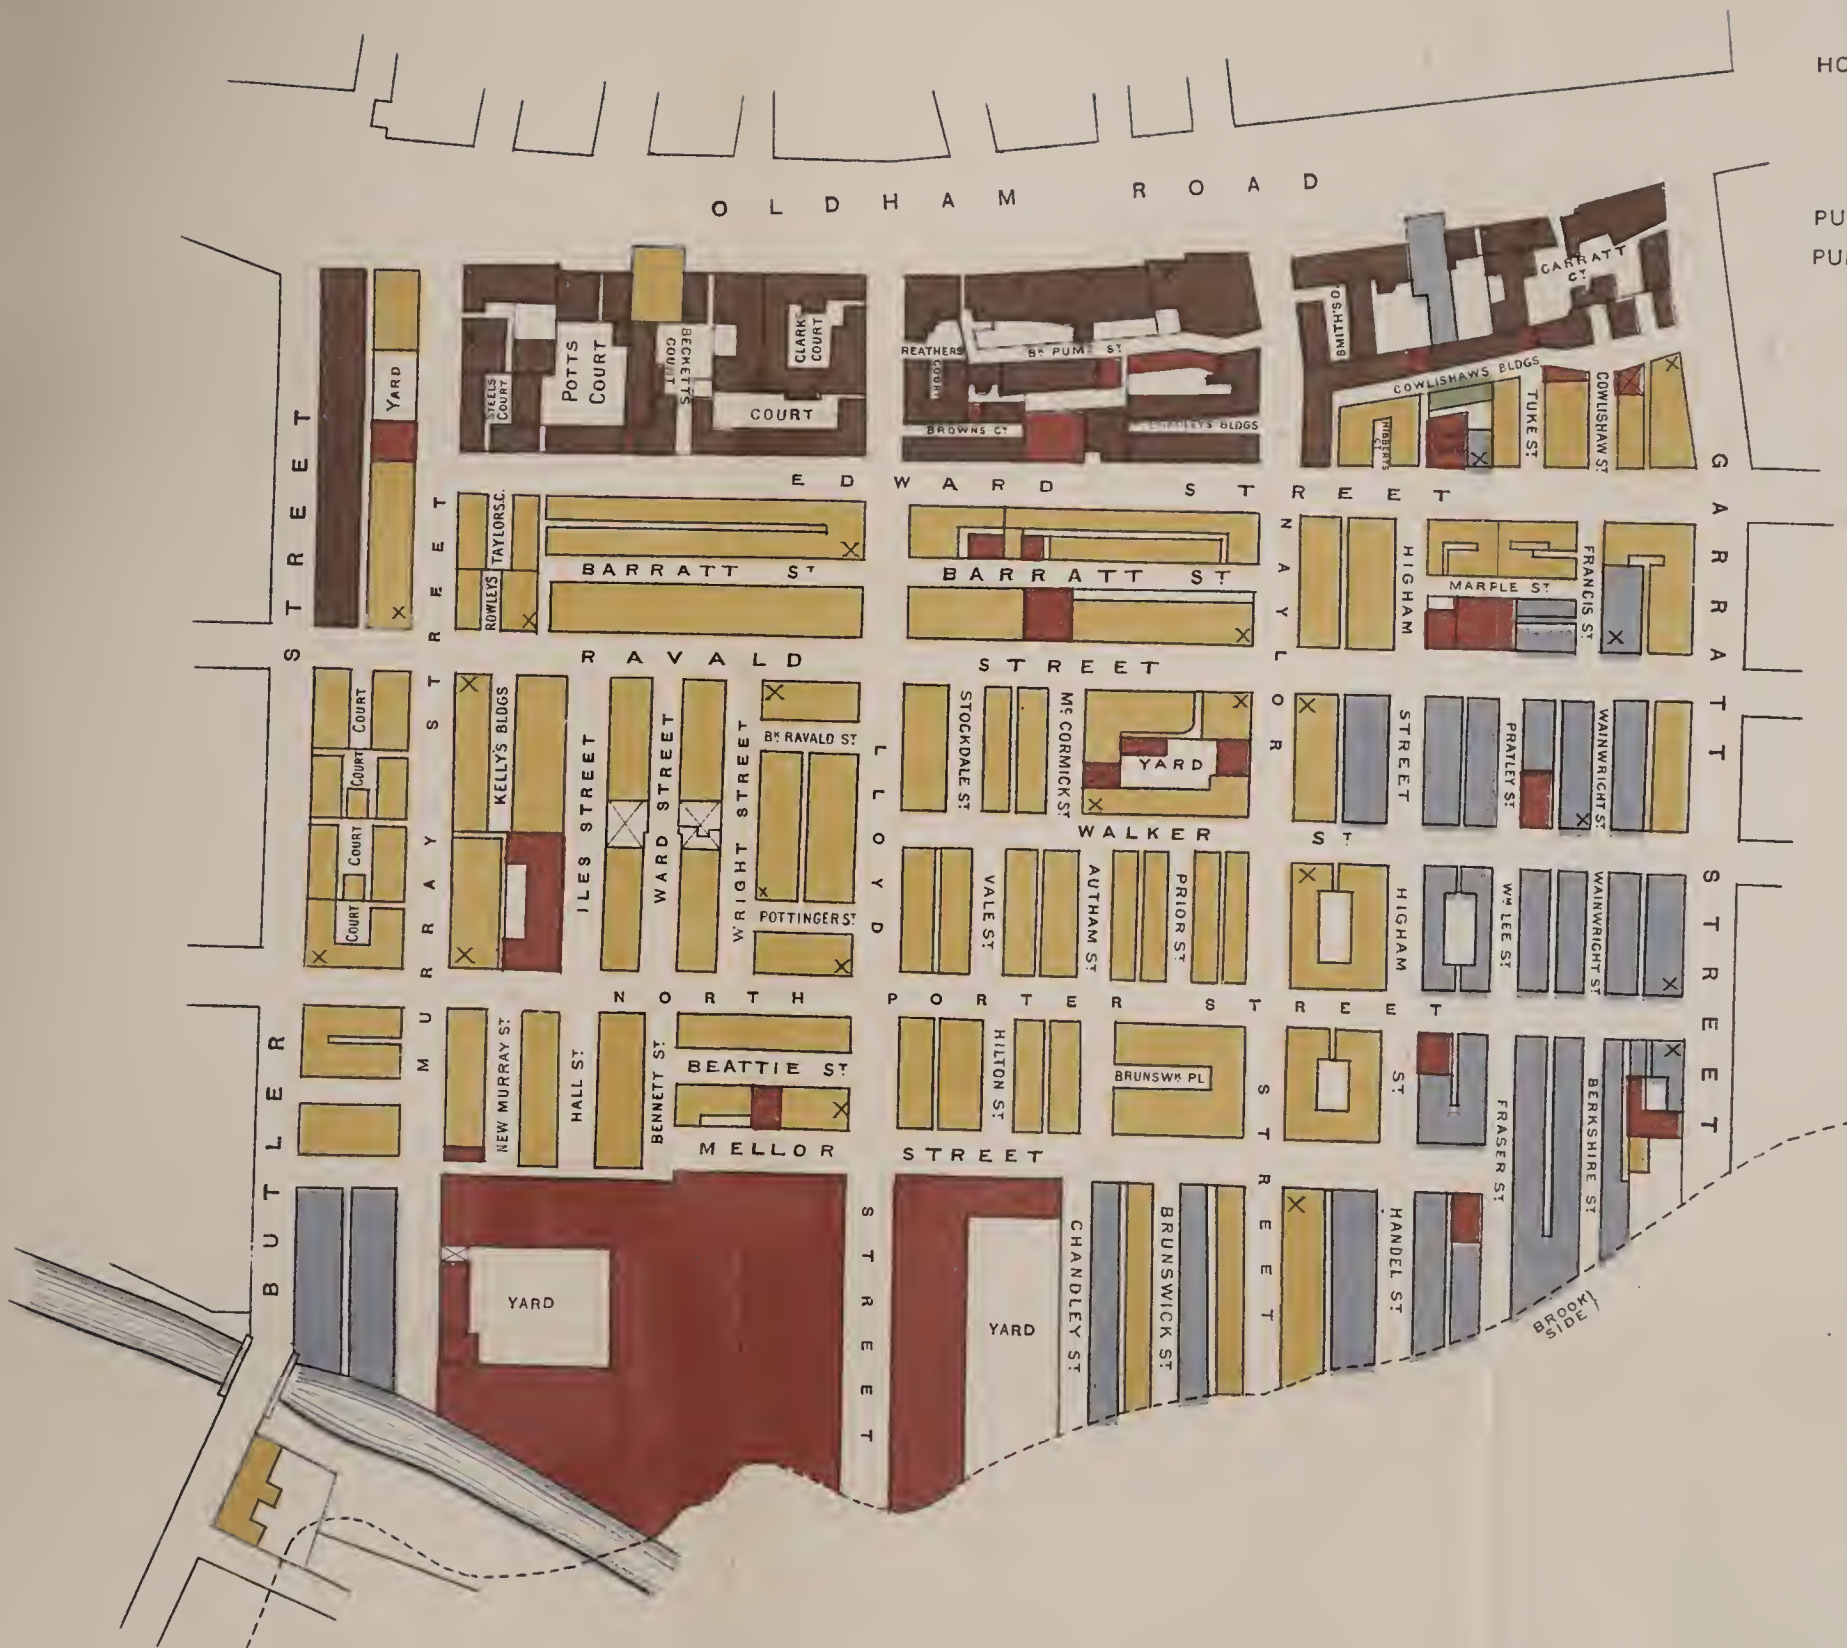 HO
OLDHAM ROAD
PU
PU
GARRATT
CT
SMITH'S
CLARK
COURT
REATHERS
COURT
BK PUMP ST
YARD
STEELS
COURT
POTTS
COURT
BECKETTS
COURT
COURT
BROWNS CT
BLDGS
COWLISHAWS BLDGS
HIBBERTS
CT
TUKE ST
COWLISHAW ST
EDWARD STREET
TAYLORS.C.
ROWLEYS
BARRATT ST
BARRATT ST
MARPLE ST
FRANCIS ST
HIGHAM
STREET
HIGHAM
ST
RAVALD STREET
COURT
COURT
COURT
COURT
KELLY'S BLDGS
ILES STREET
WARD STREET
WRIGHT STREET
BK RAVALD ST
POTTINGER ST
STOCKDALE ST
Mc CORMICK ST
YARD
PRATLEY ST
WAINWRIGHT ST
WALKER ST
VALE ST
AUTHAM ST
PRIOR ST
WM LEE ST
WAINWRIGHT ST
NORTH PORTER STREET
NEW MURRAY ST
HALL ST
BENNETT ST
BEATTIE ST
HILTON ST
BRUNSWK PL
FRASER ST
BERKSHIRE ST
MELLOR STREET
YARD
YARD
CHANDLEY ST
BRUNSWICK ST
HANDEL ST
BROOK
SIDE
BUTLER STREET
MURRAY STREET
LLOYD STREET
NAYLOR STREET
GARRATT STREET